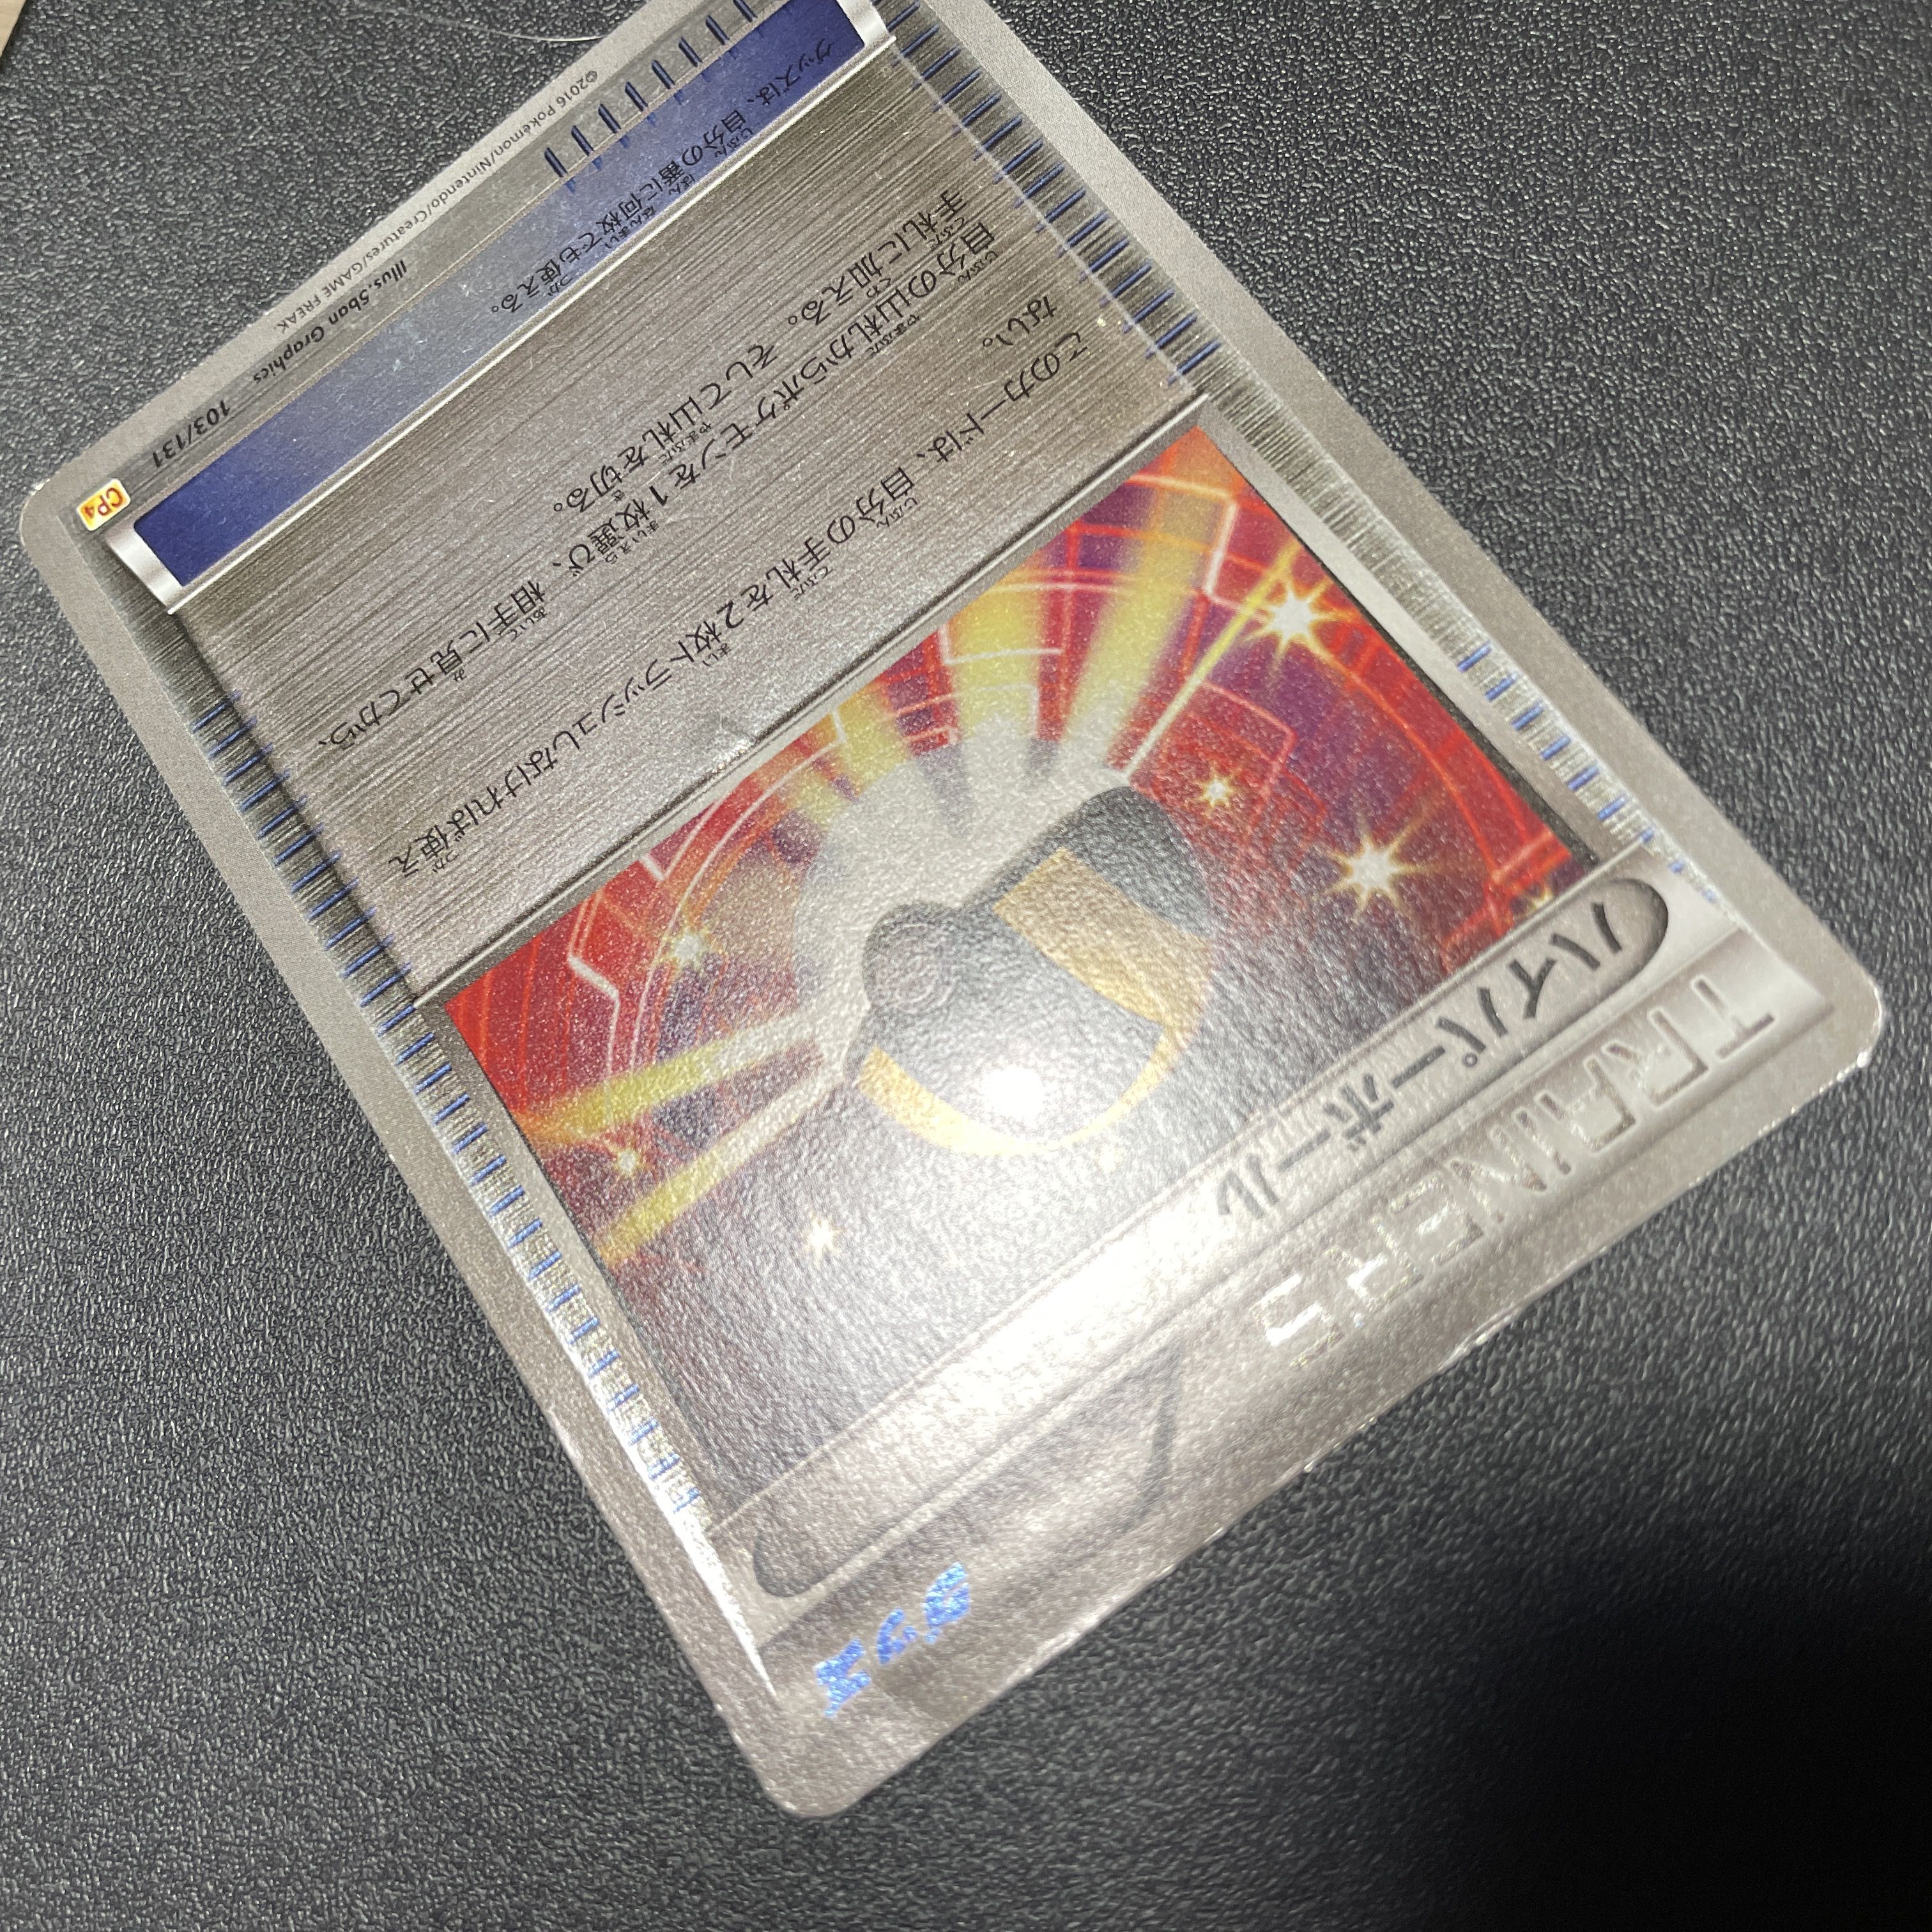 グッズ
TRAINERS
ハイパーボール
このカードは、自分の手札を2枚トラッシュしなければ使え
ない。
自分の山札からポケモンを1枚選び、相手に見せてから、
手札に加える。そして山札を切る。
グッズは、自分の番に何枚でも使える。
CP4
103/131
Illus.5ban Graphics
©2016 Pokémon/Nintendo/Creatures/GAME FREAK